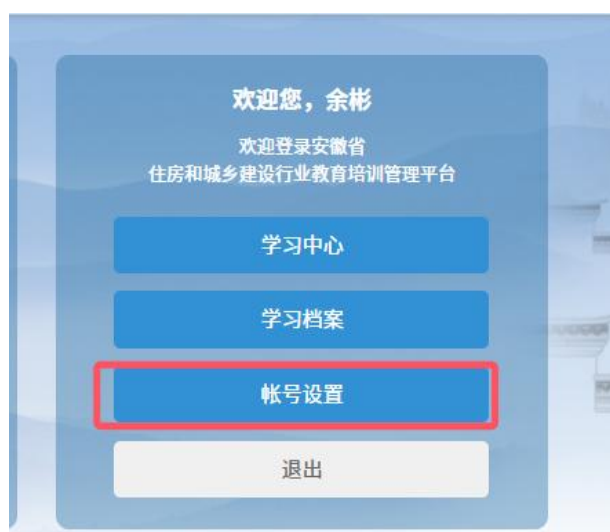 欢迎您，余彬
欢迎登录安徽省
住房和城乡建设行业教育培训管理平台
学习中心
学习档案
帐号设置
退出